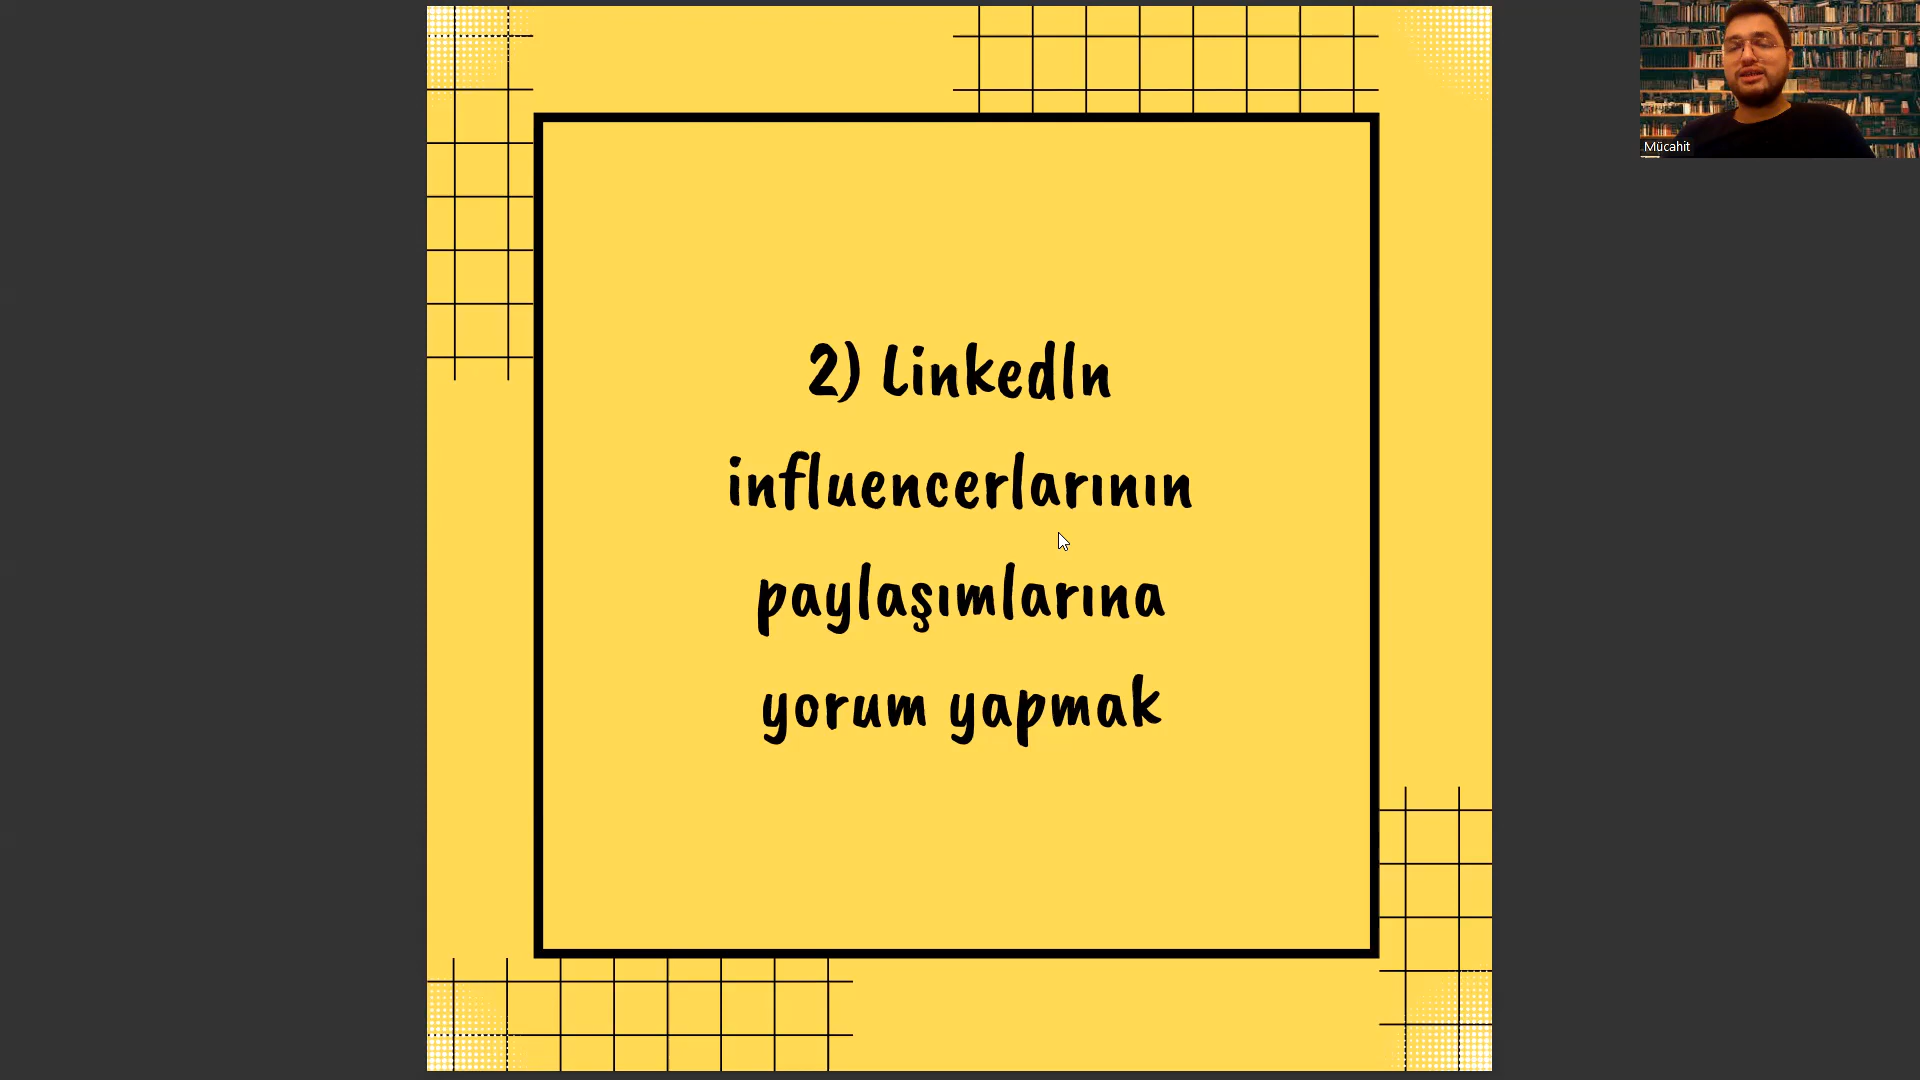 2) LinkedIn
influencerlarının
paylaşımlarına
yorum yapmak
Mücahit